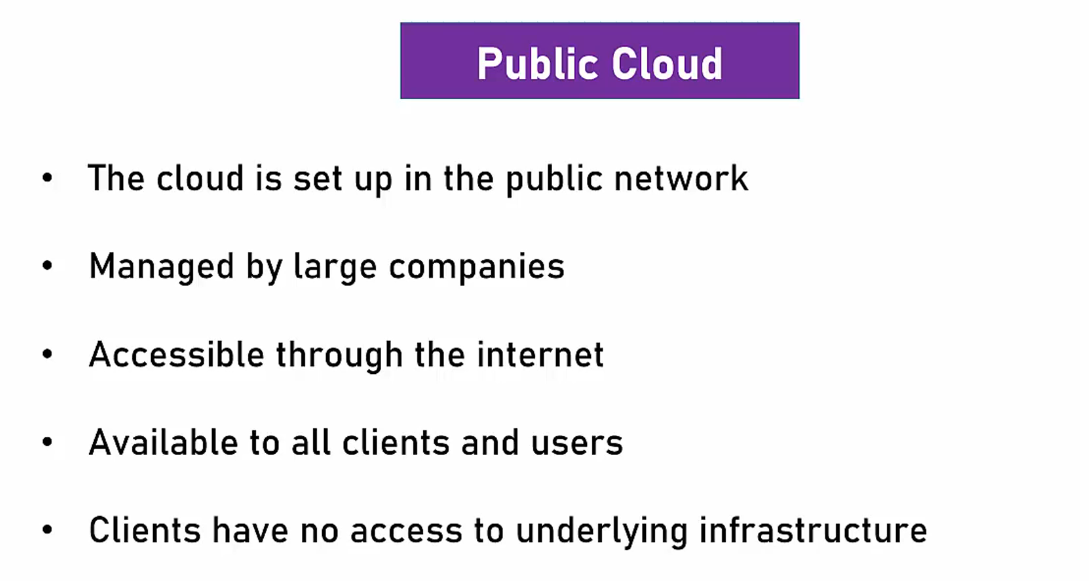 Public Cloud
• The cloud is set up in the public network
• Managed by large companies
• Accessible through the internet
• Available to all clients and users
• Clients have no access to underlying infrastructure